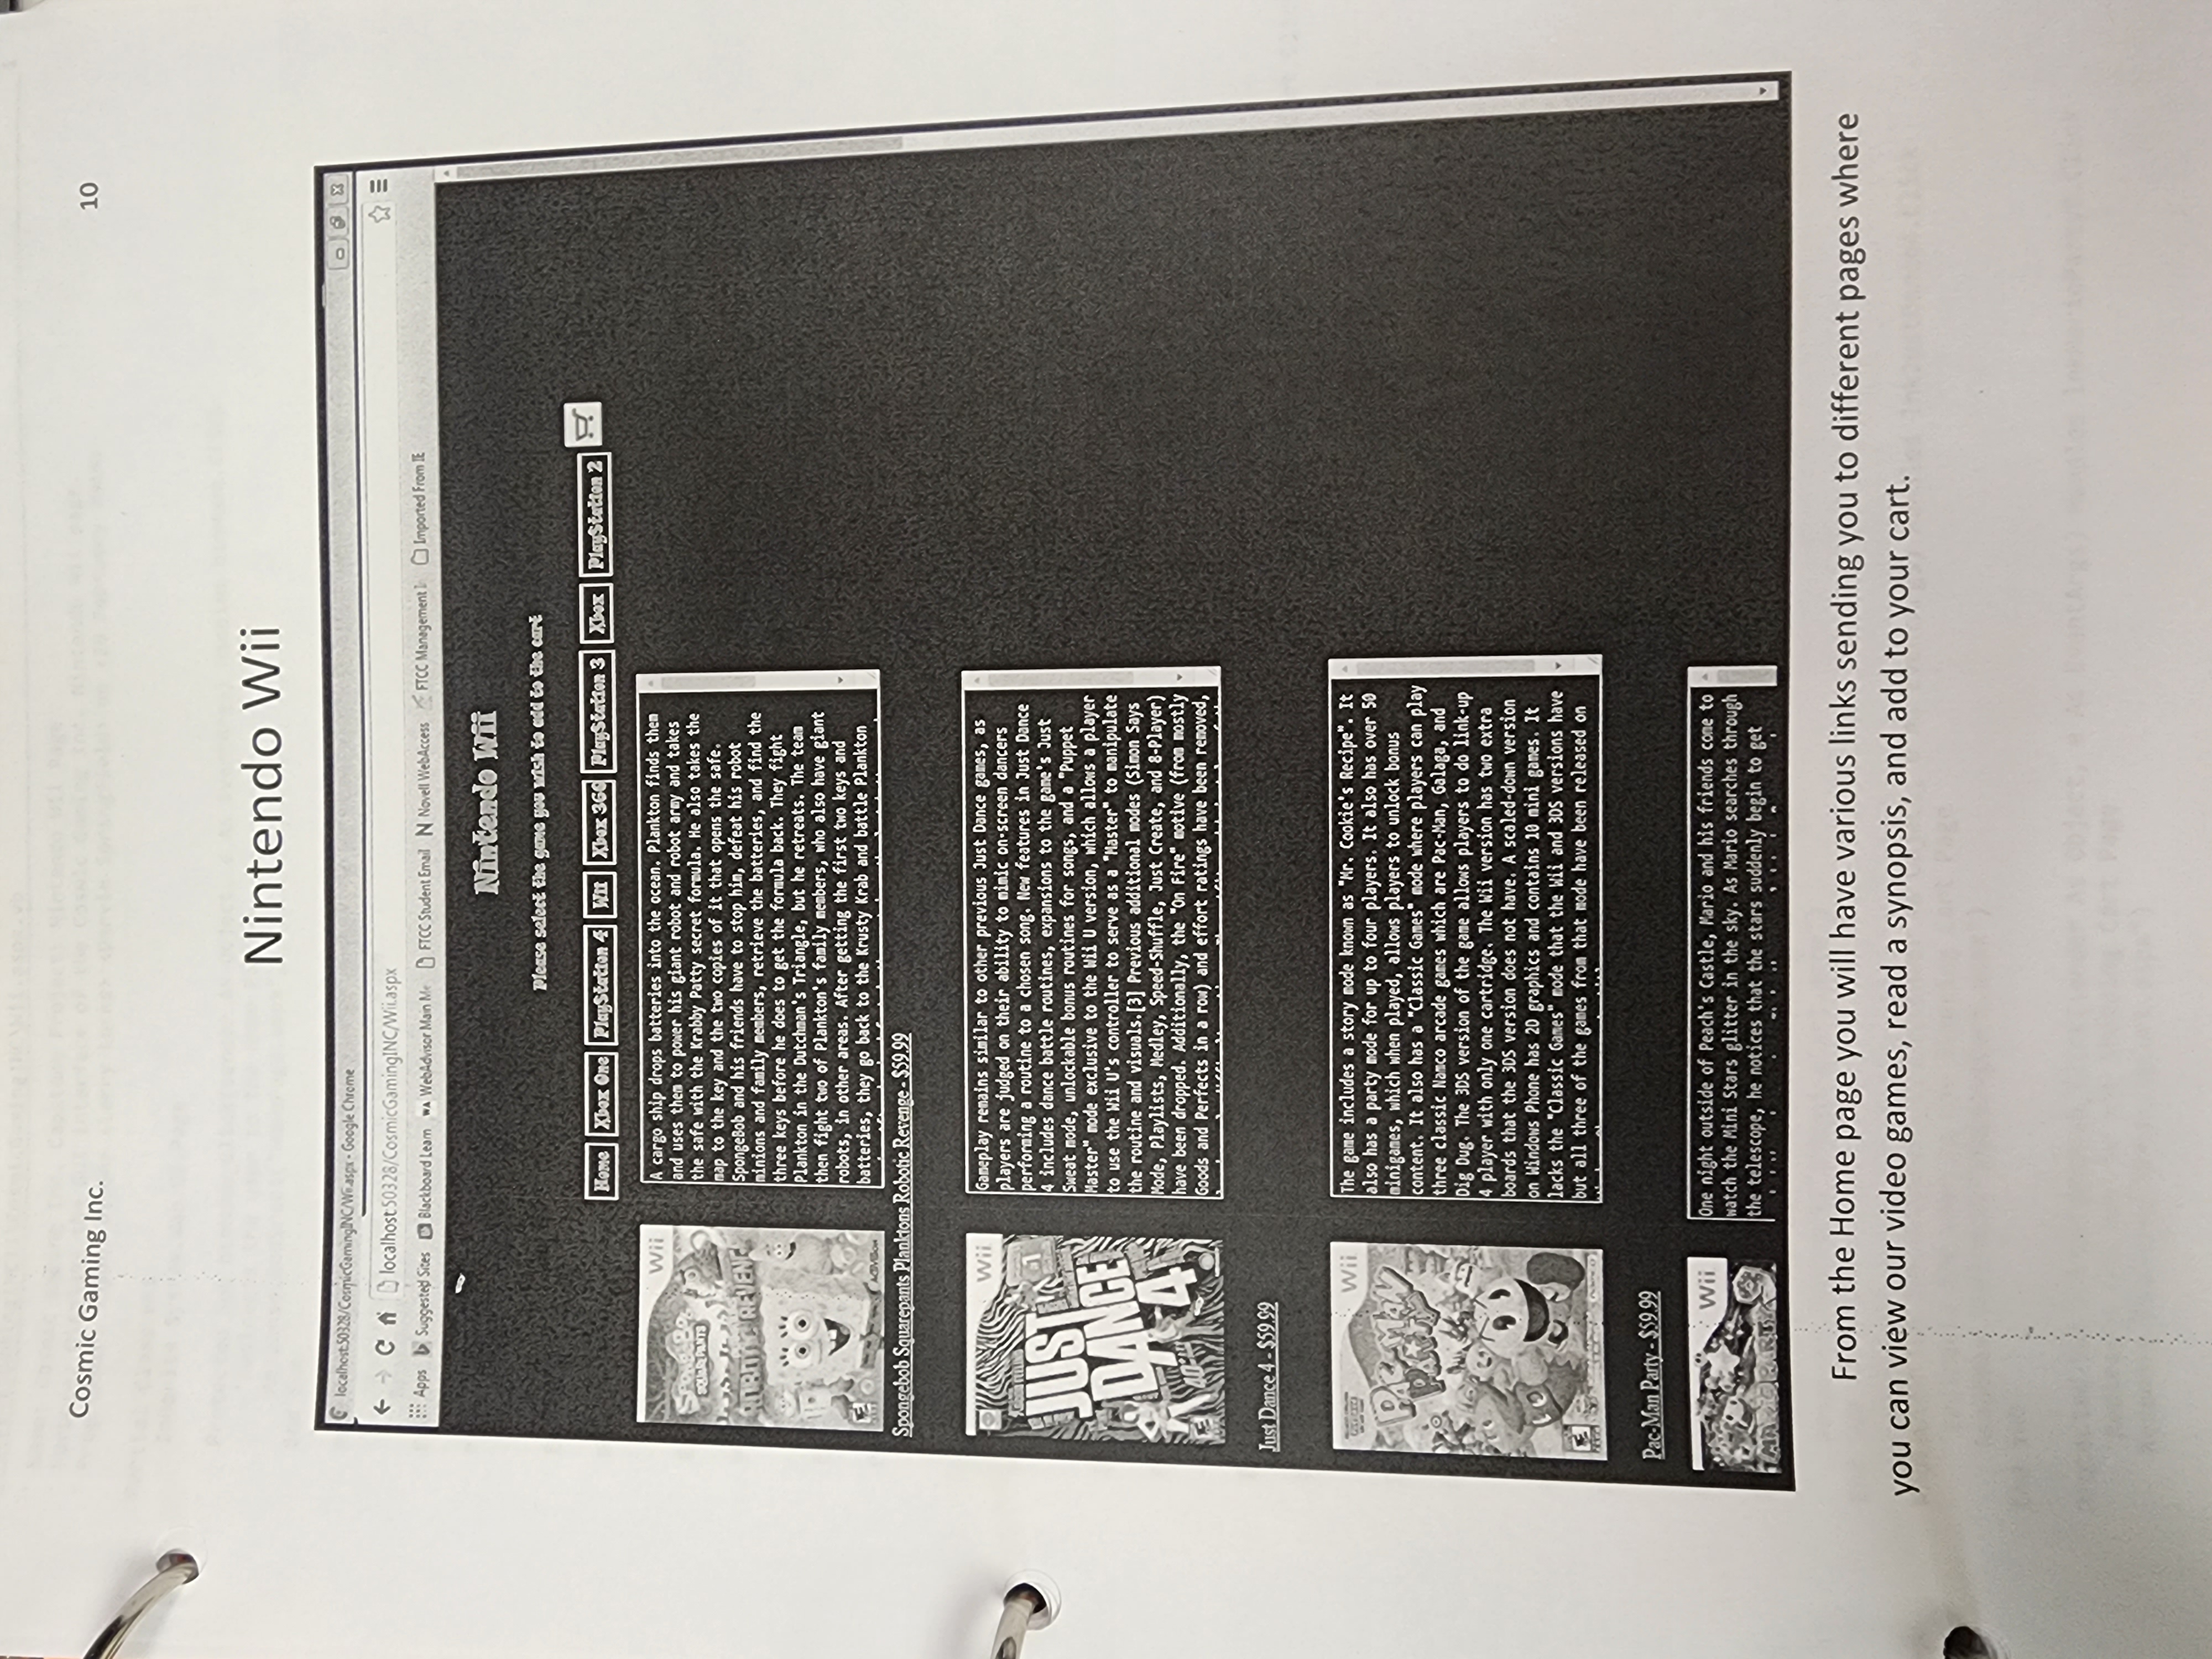 Cosmic Gaming Inc.
10
Nintendo Wii
localhost:50328/CosmicGamingINC/Wii.aspx - Google Chrome
localhost:50328/CosmicGamingINC/Wii.aspx
Apps Suggested Sites Blackboard Learn WA WebAdvisor Main Me FTCC Student Email N Novell WebAccess FTCC Management I Imported From IE
Nintendo Wii
Please select the game you wish to add to the cart
Home Xbox One PlayStation 4 Wii Xbox 360 PlayStation 3 Xbox PlayStation 2
Wii
SpongeBob
SQUAREPANTS
ROBOTIC REVENGE
ACTIVISION
A cargo ship drops batteries into the ocean. Plankton finds them
and uses them to power his giant robot and robot army and takes
the safe with the Krabby Patty secret formula. He also takes the
map to the key and the two copies of it that opens the safe.
SpongeBob and his friends have to stop him, defeat his robot
minions and family members, retrieve the batteries, and find the
three keys before he does to get the formula back. They fight
Plankton in the Dutchman's Triangle, but he retreats. The team
then fight two of Plankton's family members, who also have giant
robots, in other areas. After getting the first two keys and
batteries, they go back to the Krusty Krab and battle Plankton
Spongebob Squarepants Planktons Robotic Revenge - $59.99
Wii
#1
JUST
DANCE
4
40+
E
Gameplay remains similar to other previous Just Dance games, as
players are judged on their ability to mimic on-screen dancers
performing a routine to a chosen song. New features in Just Dance
4 includes dance battle routines, expansions to the game's Just
Sweat mode, unlockable bonus routines for songs, and a "Puppet
Master" mode exclusive to the Wii U version, which allows a player
to use the Wii U's controller to serve as a "Master" to manipulate
the routine and visuals.[3] Previous additional modes (Simon Says
Mode, Playlists, Medley, Speed-Shuffle, Just Create, and 8-Player)
have been dropped. Additionally, the "On Fire" motive (from mostly
Goods and Perfects in a row) and effort ratings have been removed,
Just Dance 4 - $59.99
Wii
PAC-MAN
PARTY
E
The game includes a story mode known as "Mr. Cookie's Recipe". It
also has a party mode for up to four players. It also has over 50
minigames, which when played, allows players to unlock bonus
content. It also has a "Classic Games" mode where players can play
three classic Namco arcade games which are Pac-Man, Galaga, and
Dig Dug. The 3DS version of the game allows players to do link-up
4 player with only one cartridge. The Wii version has two extra
boards that the 3DS version does not have. A scaled-down version
on Windows Phone has 2D graphics and contains 10 mini games. It
lacks the "Classic Games" mode that the Wii and 3DS versions have
but all three of the games from that mode have been released on
Pac-Man Party - $59.99
Wii
MARIO PARTY
One night outside of Peach's Castle, Mario and his friends come to
watch the Mini Stars glitter in the sky. As Mario searches through
the telescope, he notices that the stars suddenly begin to get
From the Home page you will have various links sending you to different pages where
you can view our video games, read a synopsis, and add to your cart.